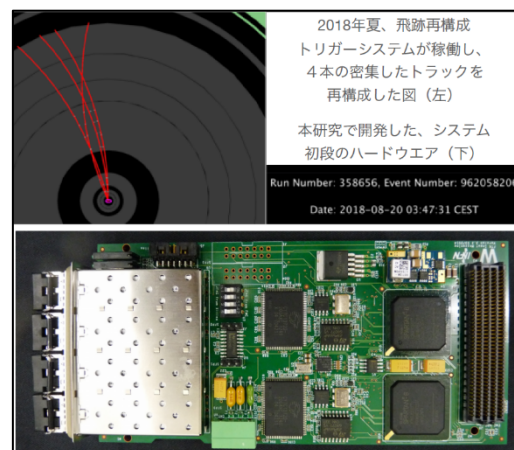 2018年夏、飛跡再構成
トリガーシステムが稼働し、
４本の密集したトラックを
再構成した図（左）
本研究で開発した、システム
初段のハードウエア（下）
Run Number: 358656, Event Number: 962058206
Date: 2018-08-20 03:47:31 CEST